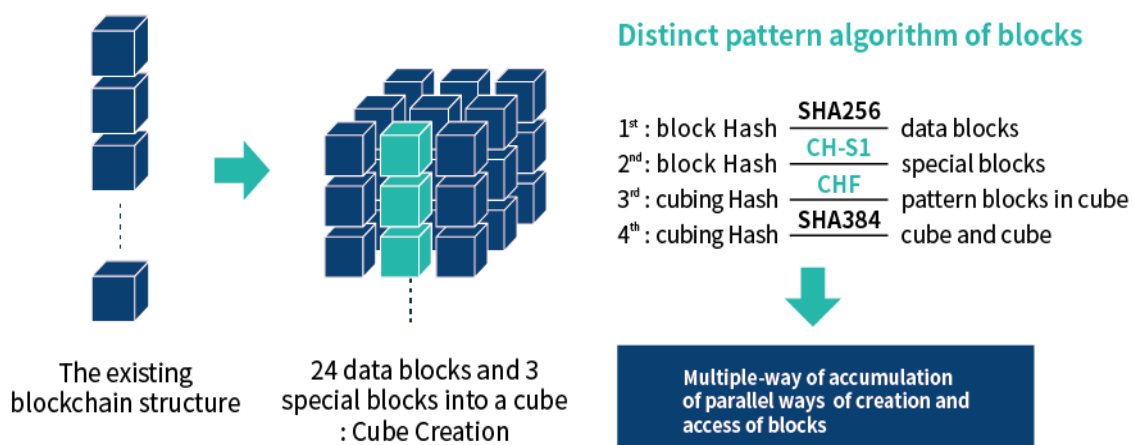 The existing
blockchain structure
24 data blocks and 3
special blocks into a cube
: Cube Creation
Distinct pattern algorithm of blocks
1st : block Hash SHA256 data blocks
2nd : block Hash CH-S1 special blocks
3rd : cubing Hash CHF pattern blocks in cube
4th : cubing Hash SHA384 cube and cube
Multiple-way of accumulation
of parallel ways of creation and
access of blocks